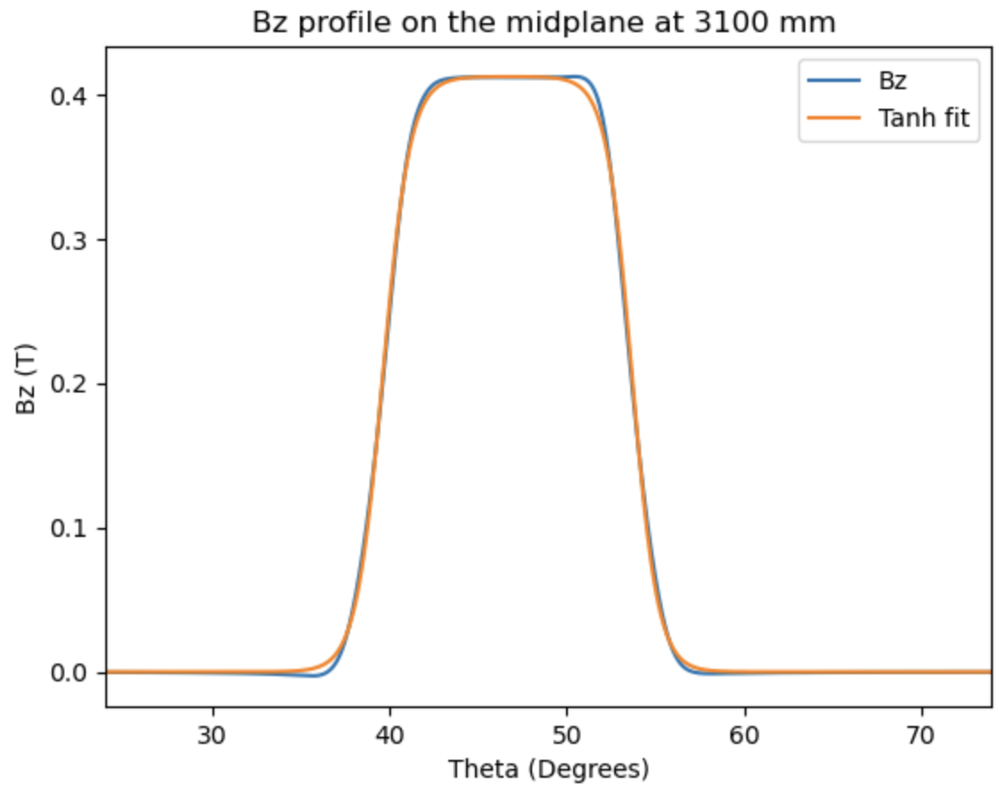 Bz profile on the midplane at 3100 mm
Bz
Tanh fit
0.4
0.3
0.2
0.1
0.0
Bz (T)
30 40 50 60 70
Theta (Degrees)